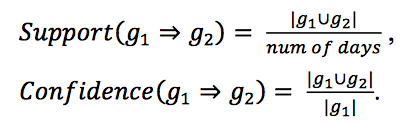 Support(g₁ ⇒ g₂) = |g₁∪g₂| / num of days ,
Confidence(g₁ ⇒ g₂) = |g₁∪g₂| / |g₁| .